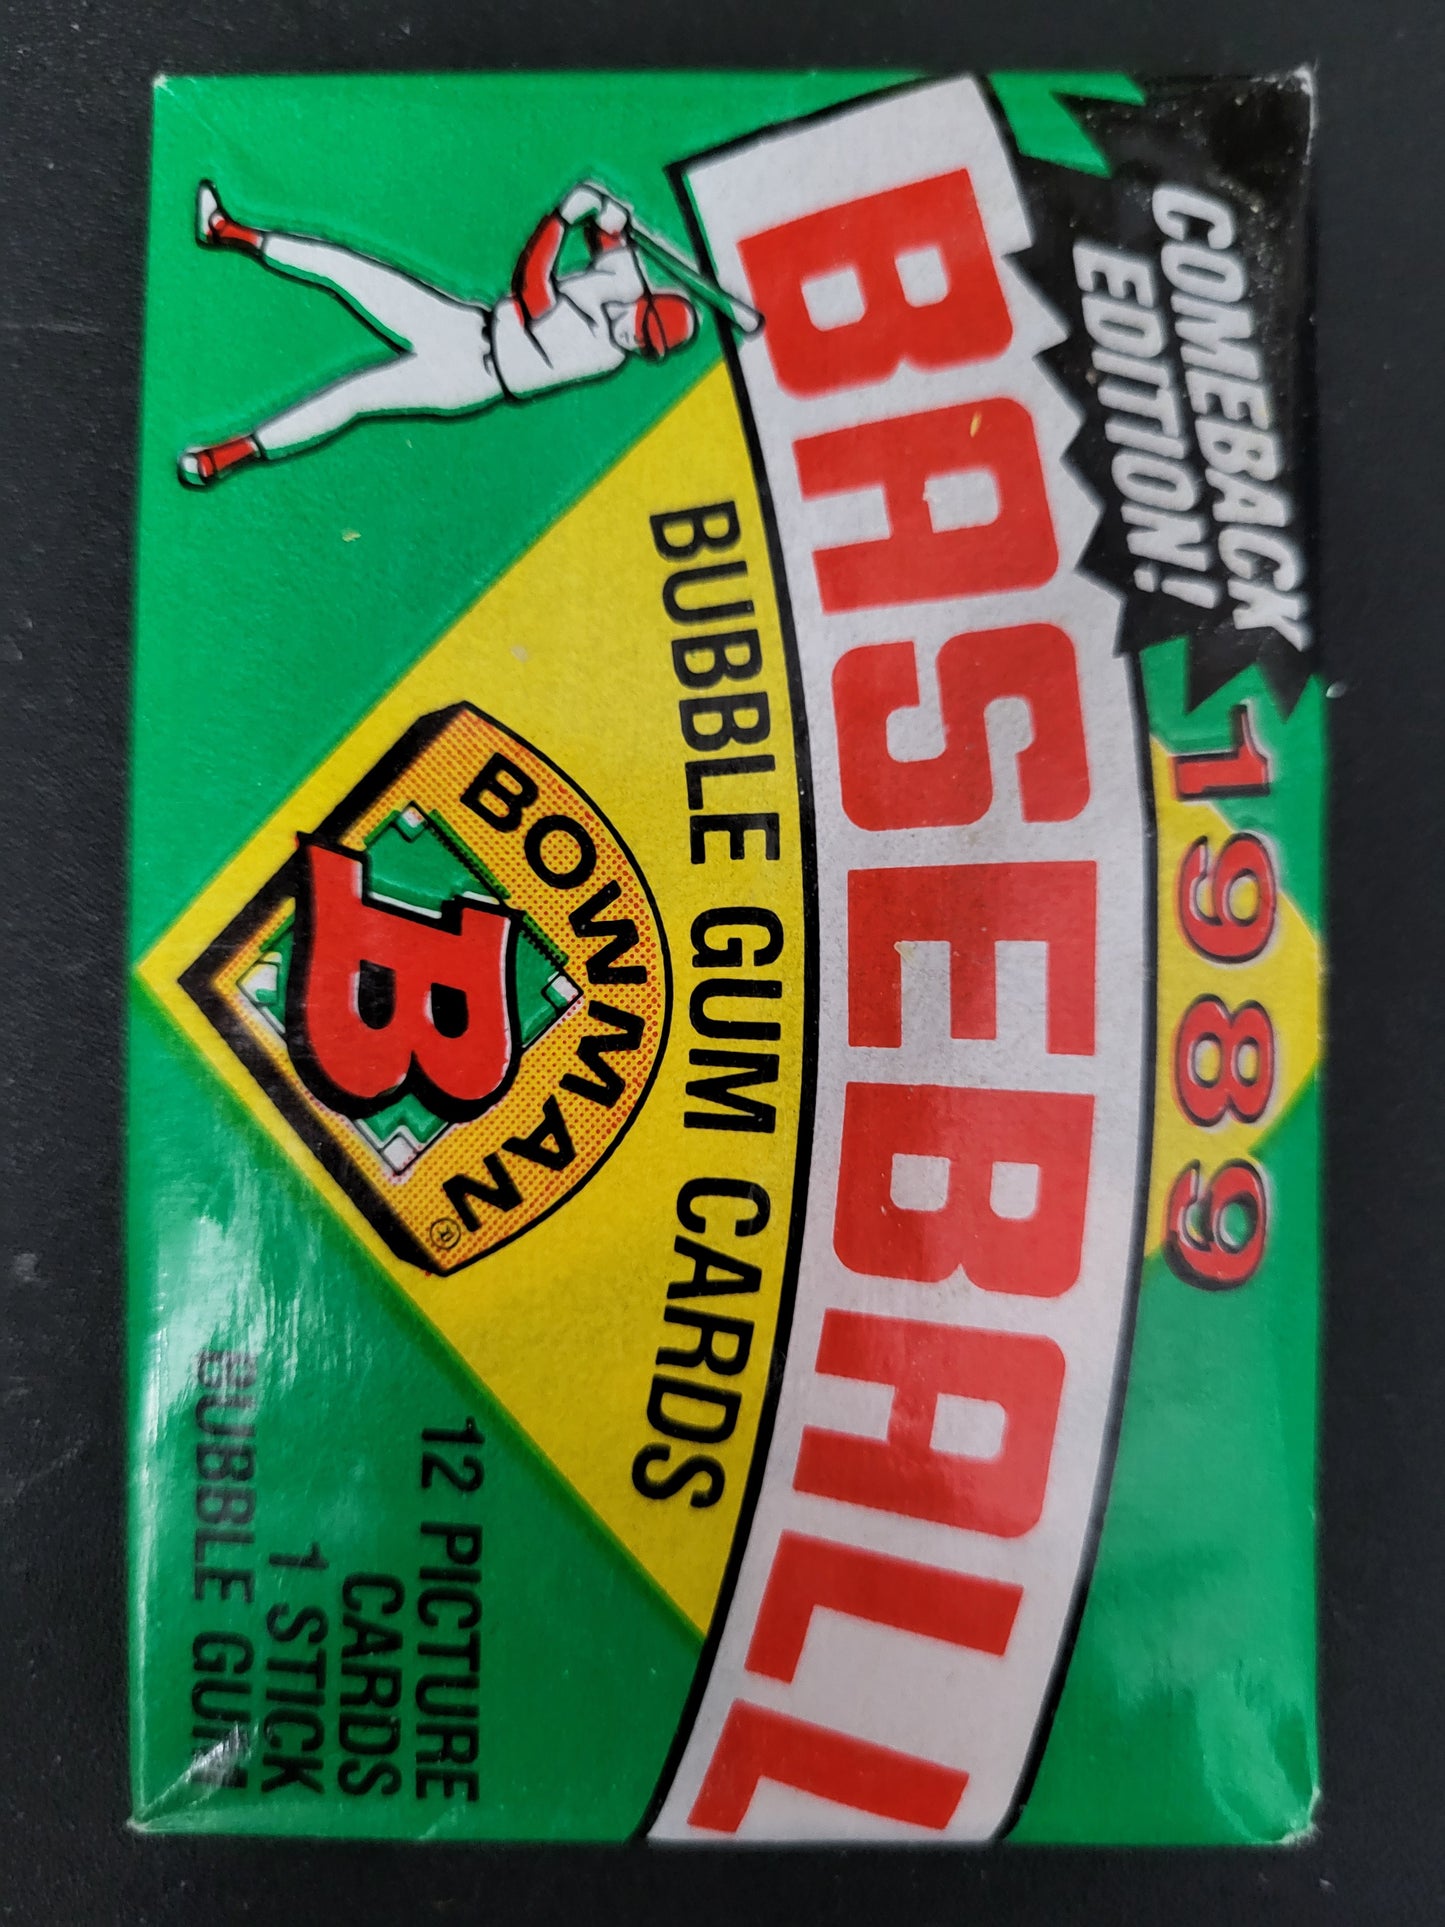 COMEBACK
EDITION!
1989
BASEBALL
BUBBLE GUM CARDS
BOWMAN®
B
12 PICTURE
CARDS
1 STICK
BUBBLE GUM